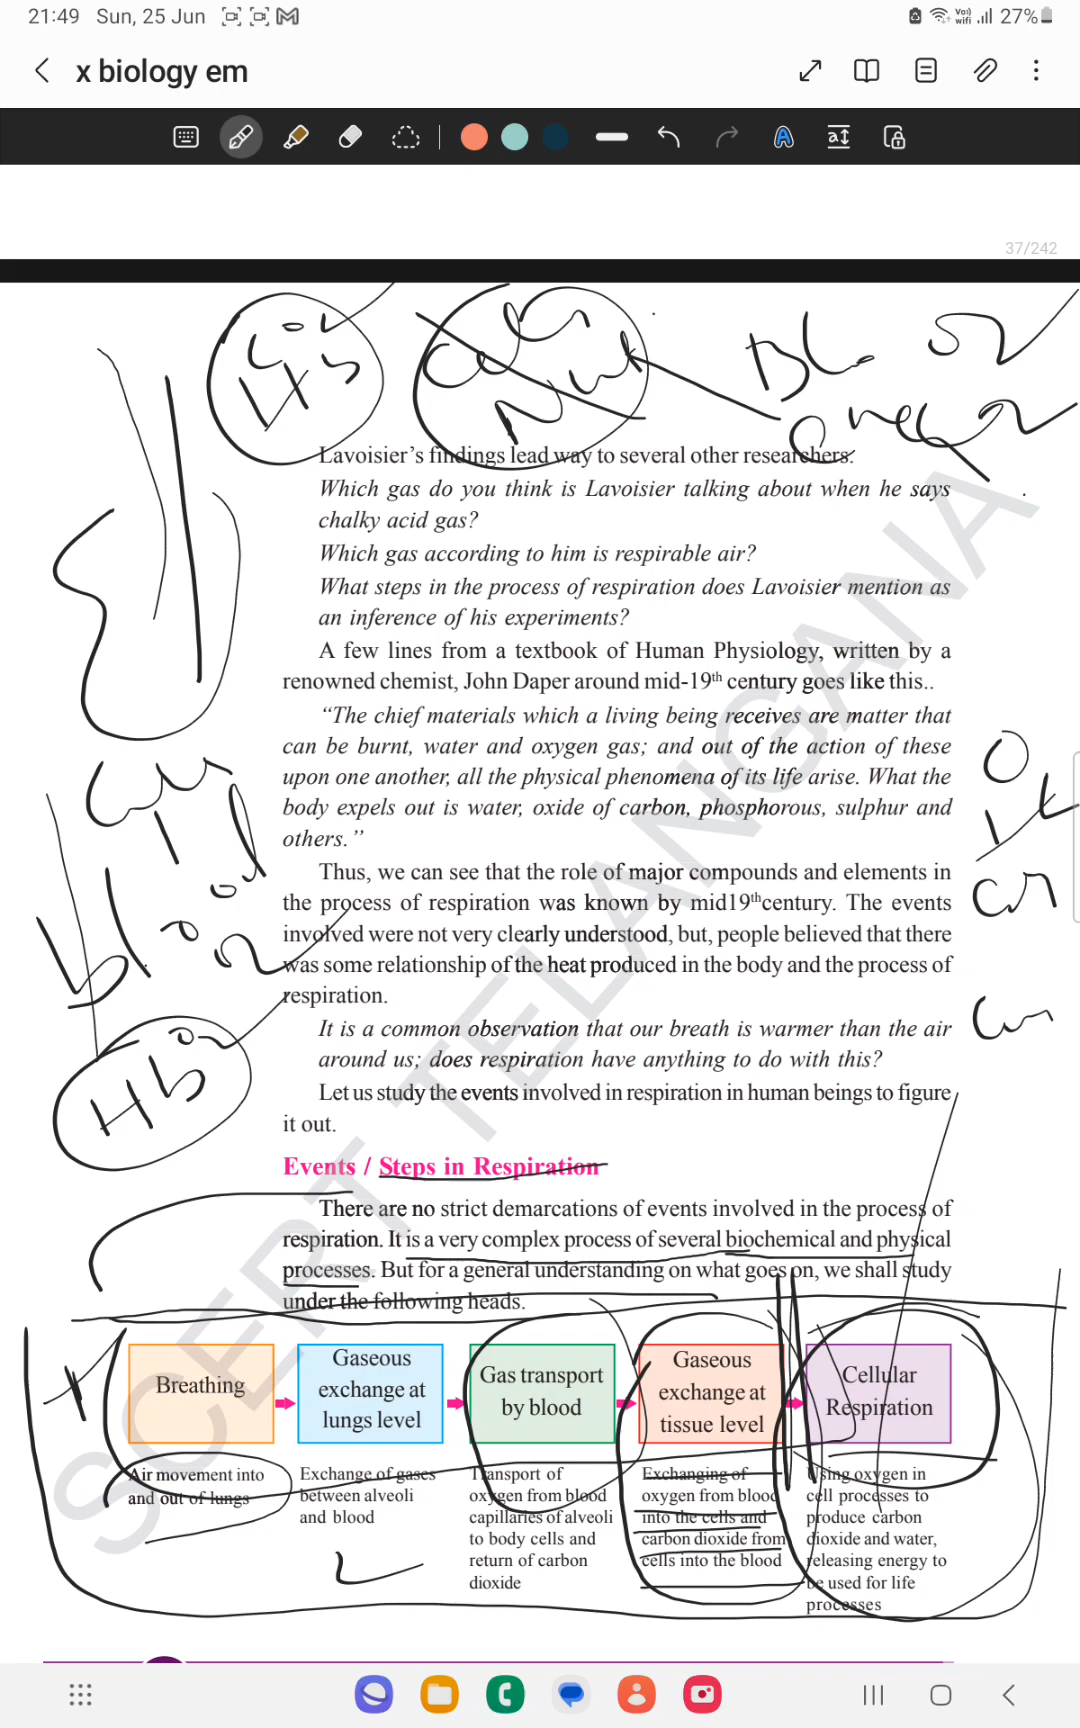 21:49 Sun, 25 Jun
27%
x biology em
37/242
Lavoisier's findings lead way to several other researchers.
Which gas do you think is Lavoisier talking about when he says
chalky acid gas?
Which gas according to him is respirable air?
What steps in the process of respiration does Lavoisier mention as
an inference of his experiments?
A few lines from a textbook of Human Physiology, written by a
renowned chemist, John Daper around mid-19th century goes like this..
“The chief materials which a living being receives are matter that
can be burnt, water and oxygen gas; and out of the action of these
upon one another, all the physical phenomena of its life arise. What the
body expels out is water, oxide of carbon, phosphorous, sulphur and
others.”
Thus, we can see that the role of major compounds and elements in
the process of respiration was known by mid19th century. The events
involved were not very clearly understood, but, people believed that there
was some relationship of the heat produced in the body and the process of
respiration.
It is a common observation that our breath is warmer than the air
around us; does respiration have anything to do with this?
Let us study the events involved in respiration in human beings to figure
it out.
blood
Hb
Events / Steps in Respiration
There are no strict demarcations of events involved in the process of
respiration. It is a very complex process of several biochemical and physical
processes. But for a general understanding on what goes on, we shall study
under the following heads.
Breathing
Air movement into
and out of lungs
Gaseous
exchange at
lungs level
Exchange of gases
between alveoli
and blood
Gas transport
by blood
Transport of
oxygen from blood
capillaries of alveoli
to body cells and
return of carbon
dioxide
Gaseous
exchange at
tissue level
Exchanging of
oxygen from blood
into the cells and
carbon dioxide from
cells into the blood
Cellular
Respiration
Using oxygen in
cell processes to
produce carbon
dioxide and water,
releasing energy to
be used for life
processes
SCERT TELANGANA